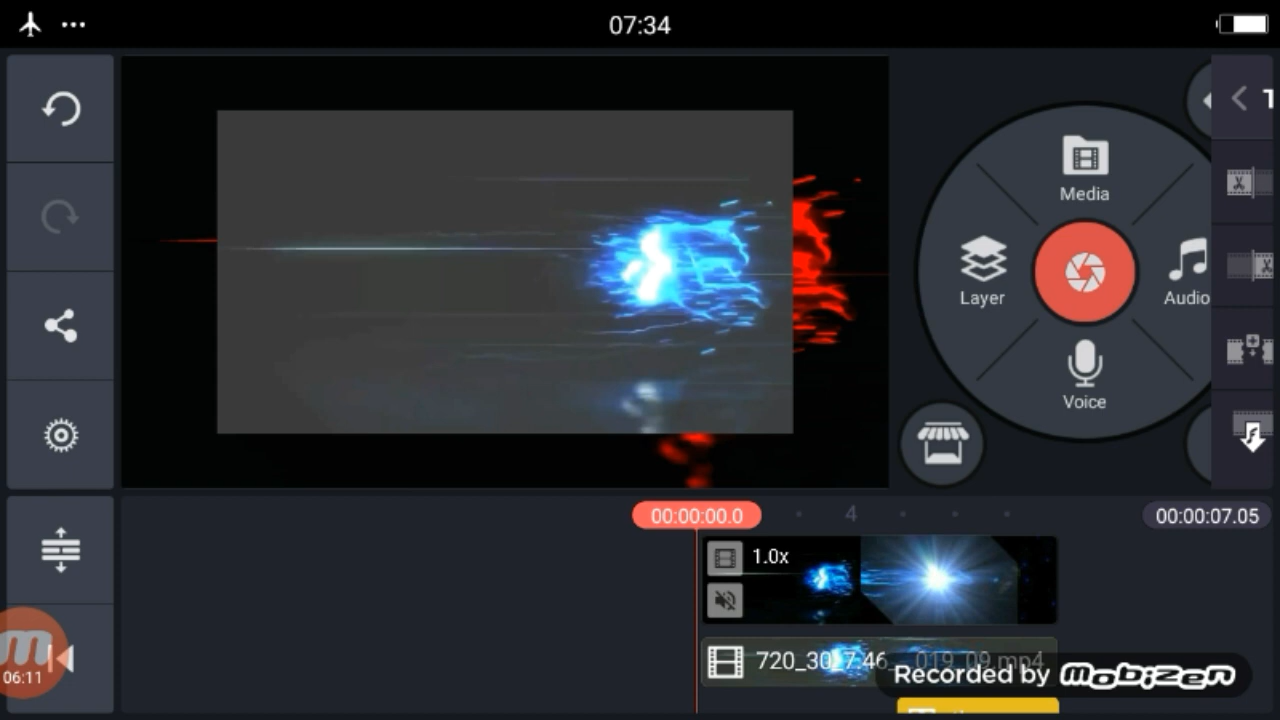 07:34
Media
Layer
Audio
Voice
00:00:00.0
4
00:00:07.05
1.0x
720_30
7.46
019_09.mp4
06:11
Recorded by mobizen